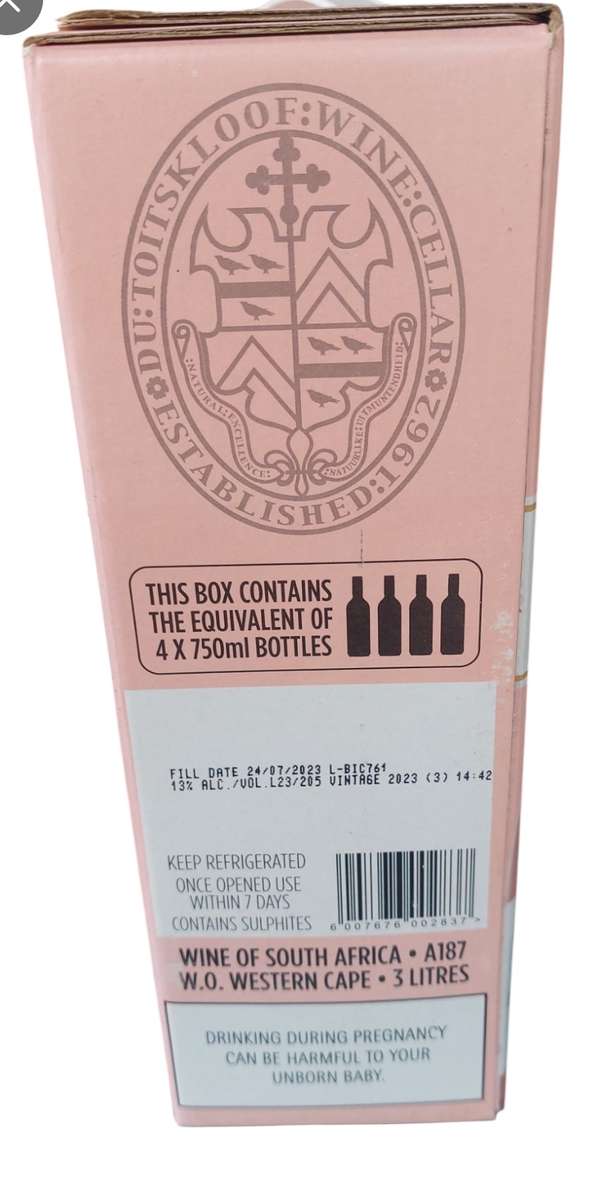 DU:TOITSKLOOF:WINE:CELLAR
ESTABLISHED:1962
:NATURAL:EXCELLENCE:
:NATUURLIKE:UITMUNTENDHEID:
THIS BOX CONTAINS
THE EQUIVALENT OF
4 X 750ml BOTTLES
FILL DATE 24/07/2023 L-BIC761
13% ALC./VOL.L23/205 VINTAGE 2023 (3) 14:42
KEEP REFRIGERATED
ONCE OPENED USE
WITHIN 7 DAYS
CONTAINS SULPHITES
6 007676 002837 >
WINE OF SOUTH AFRICA • A187
W.O. WESTERN CAPE • 3 LITRES
DRINKING DURING PREGNANCY
CAN BE HARMFUL TO YOUR
UNBORN BABY.